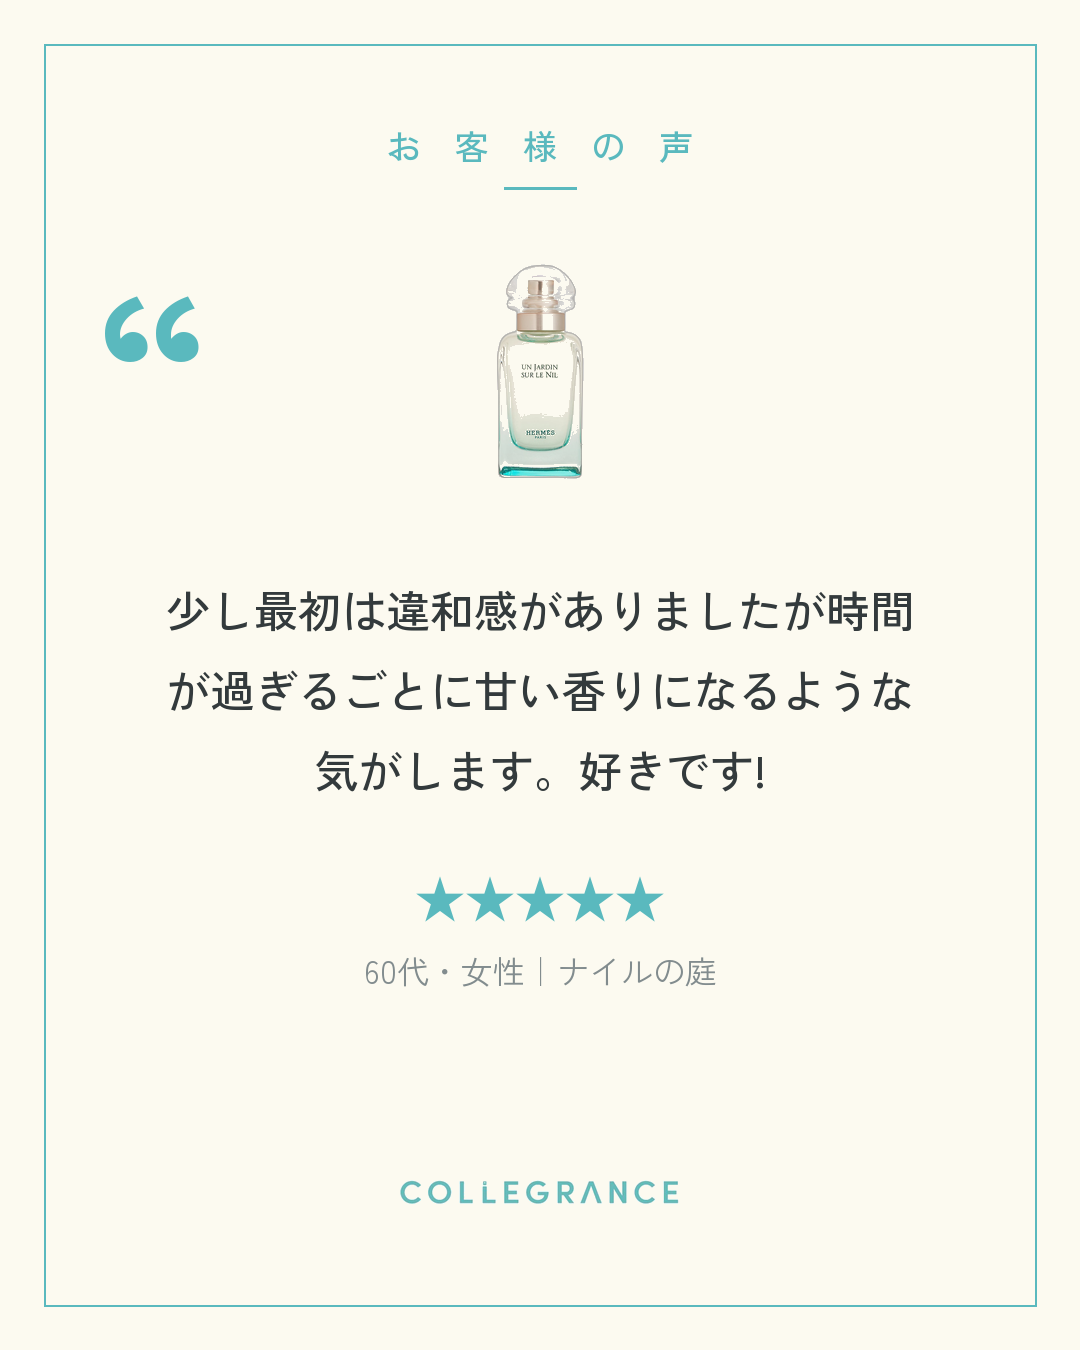 お客様の声
“
UN JARDIN
SUR LE NIL
HERMÈS
PARIS
少し最初は違和感がありましたが時間
が過ぎるごとに甘い香りになるような
気がします。好きです!
★★★★★
60代・女性｜ナイルの庭
COLLEGRANCE